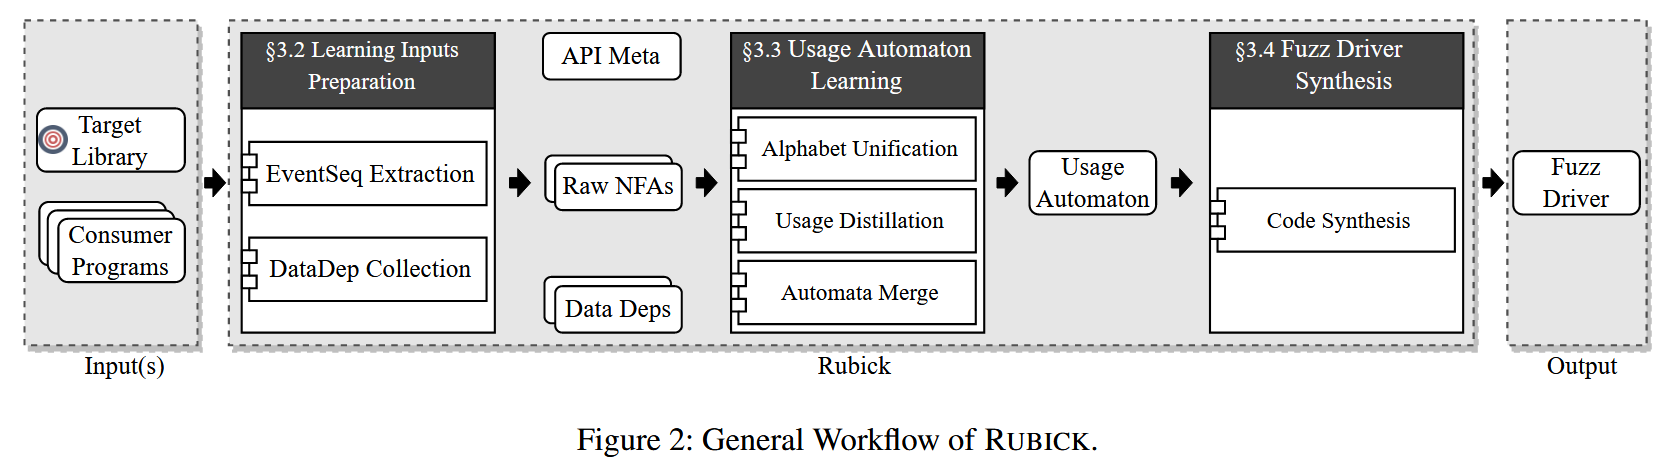 Target
Library
Consumer
Programs
Input(s)
§3.2 Learning Inputs
Preparation
EventSeq Extraction
DataDep Collection
API Meta
Raw NFAs
Data Deps
§3.3 Usage Automaton
Learning
Alphabet Unification
Usage Distillation
Automata Merge
Usage
Automaton
§3.4 Fuzz Driver
Synthesis
Code Synthesis
Rubick
Fuzz
Driver
Output
Figure 2: General Workflow of RUBICK.